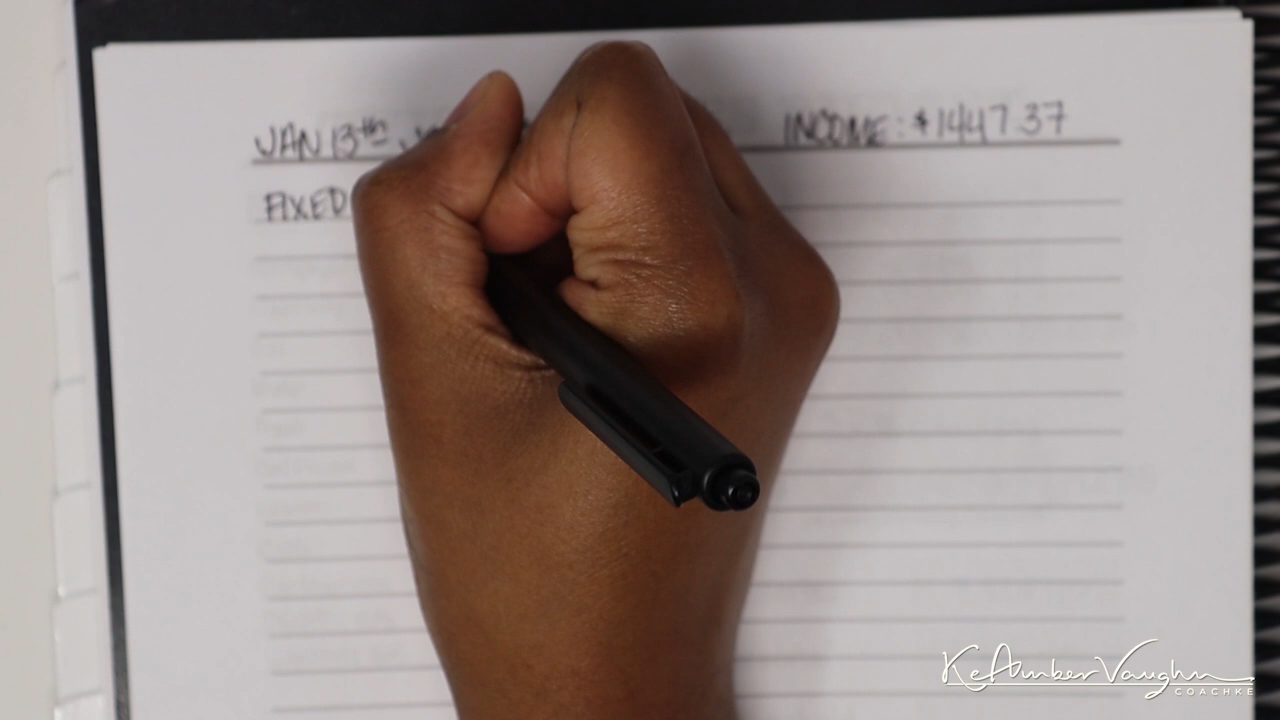 JAN 13th
INCOME: $1447.37
FIXED
KeAmber Vaughn
COACHKE